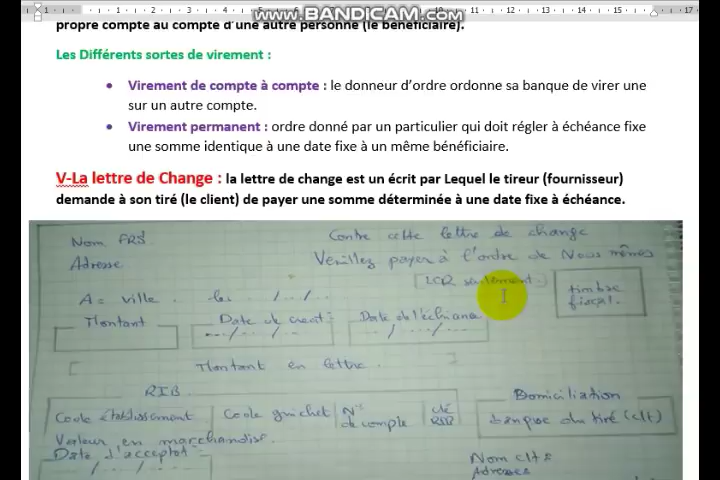 www.BANDICAM.com
propre compte au compte d'une autre personne (le bénéficiaire).
Les Différents sortes de virement :
Virement de compte à compte : le donneur d'ordre ordonne sa banque de virer une
sur un autre compte.
Virement permanent : ordre donné par un particulier qui doit régler à échéance fixe
une somme identique à une date fixe à un même bénéficiaire.
V-La lettre de Change : la lettre de change est un écrit par Lequel le tireur (fournisseur)
demande à son tiré (le client) de payer une somme déterminée à une date fixe à échéance.
Nom FRS
Contre cette lettre de change
Adresse
Veuillez payer à l'ordre de Nous mêmes
LCR seulement.
timbre
fiscal.
A = ville . le : /../..
Montant
Date de creat :
Date de l'échéance
Montant en lettre.
RIB
Domiciliation
Code établissement
Code guichet
N°
de compte
clé
RIB
banque du tiré (clt)
Valeur en marchandise.
Date d'acceptat :
Nom clt
Adresse